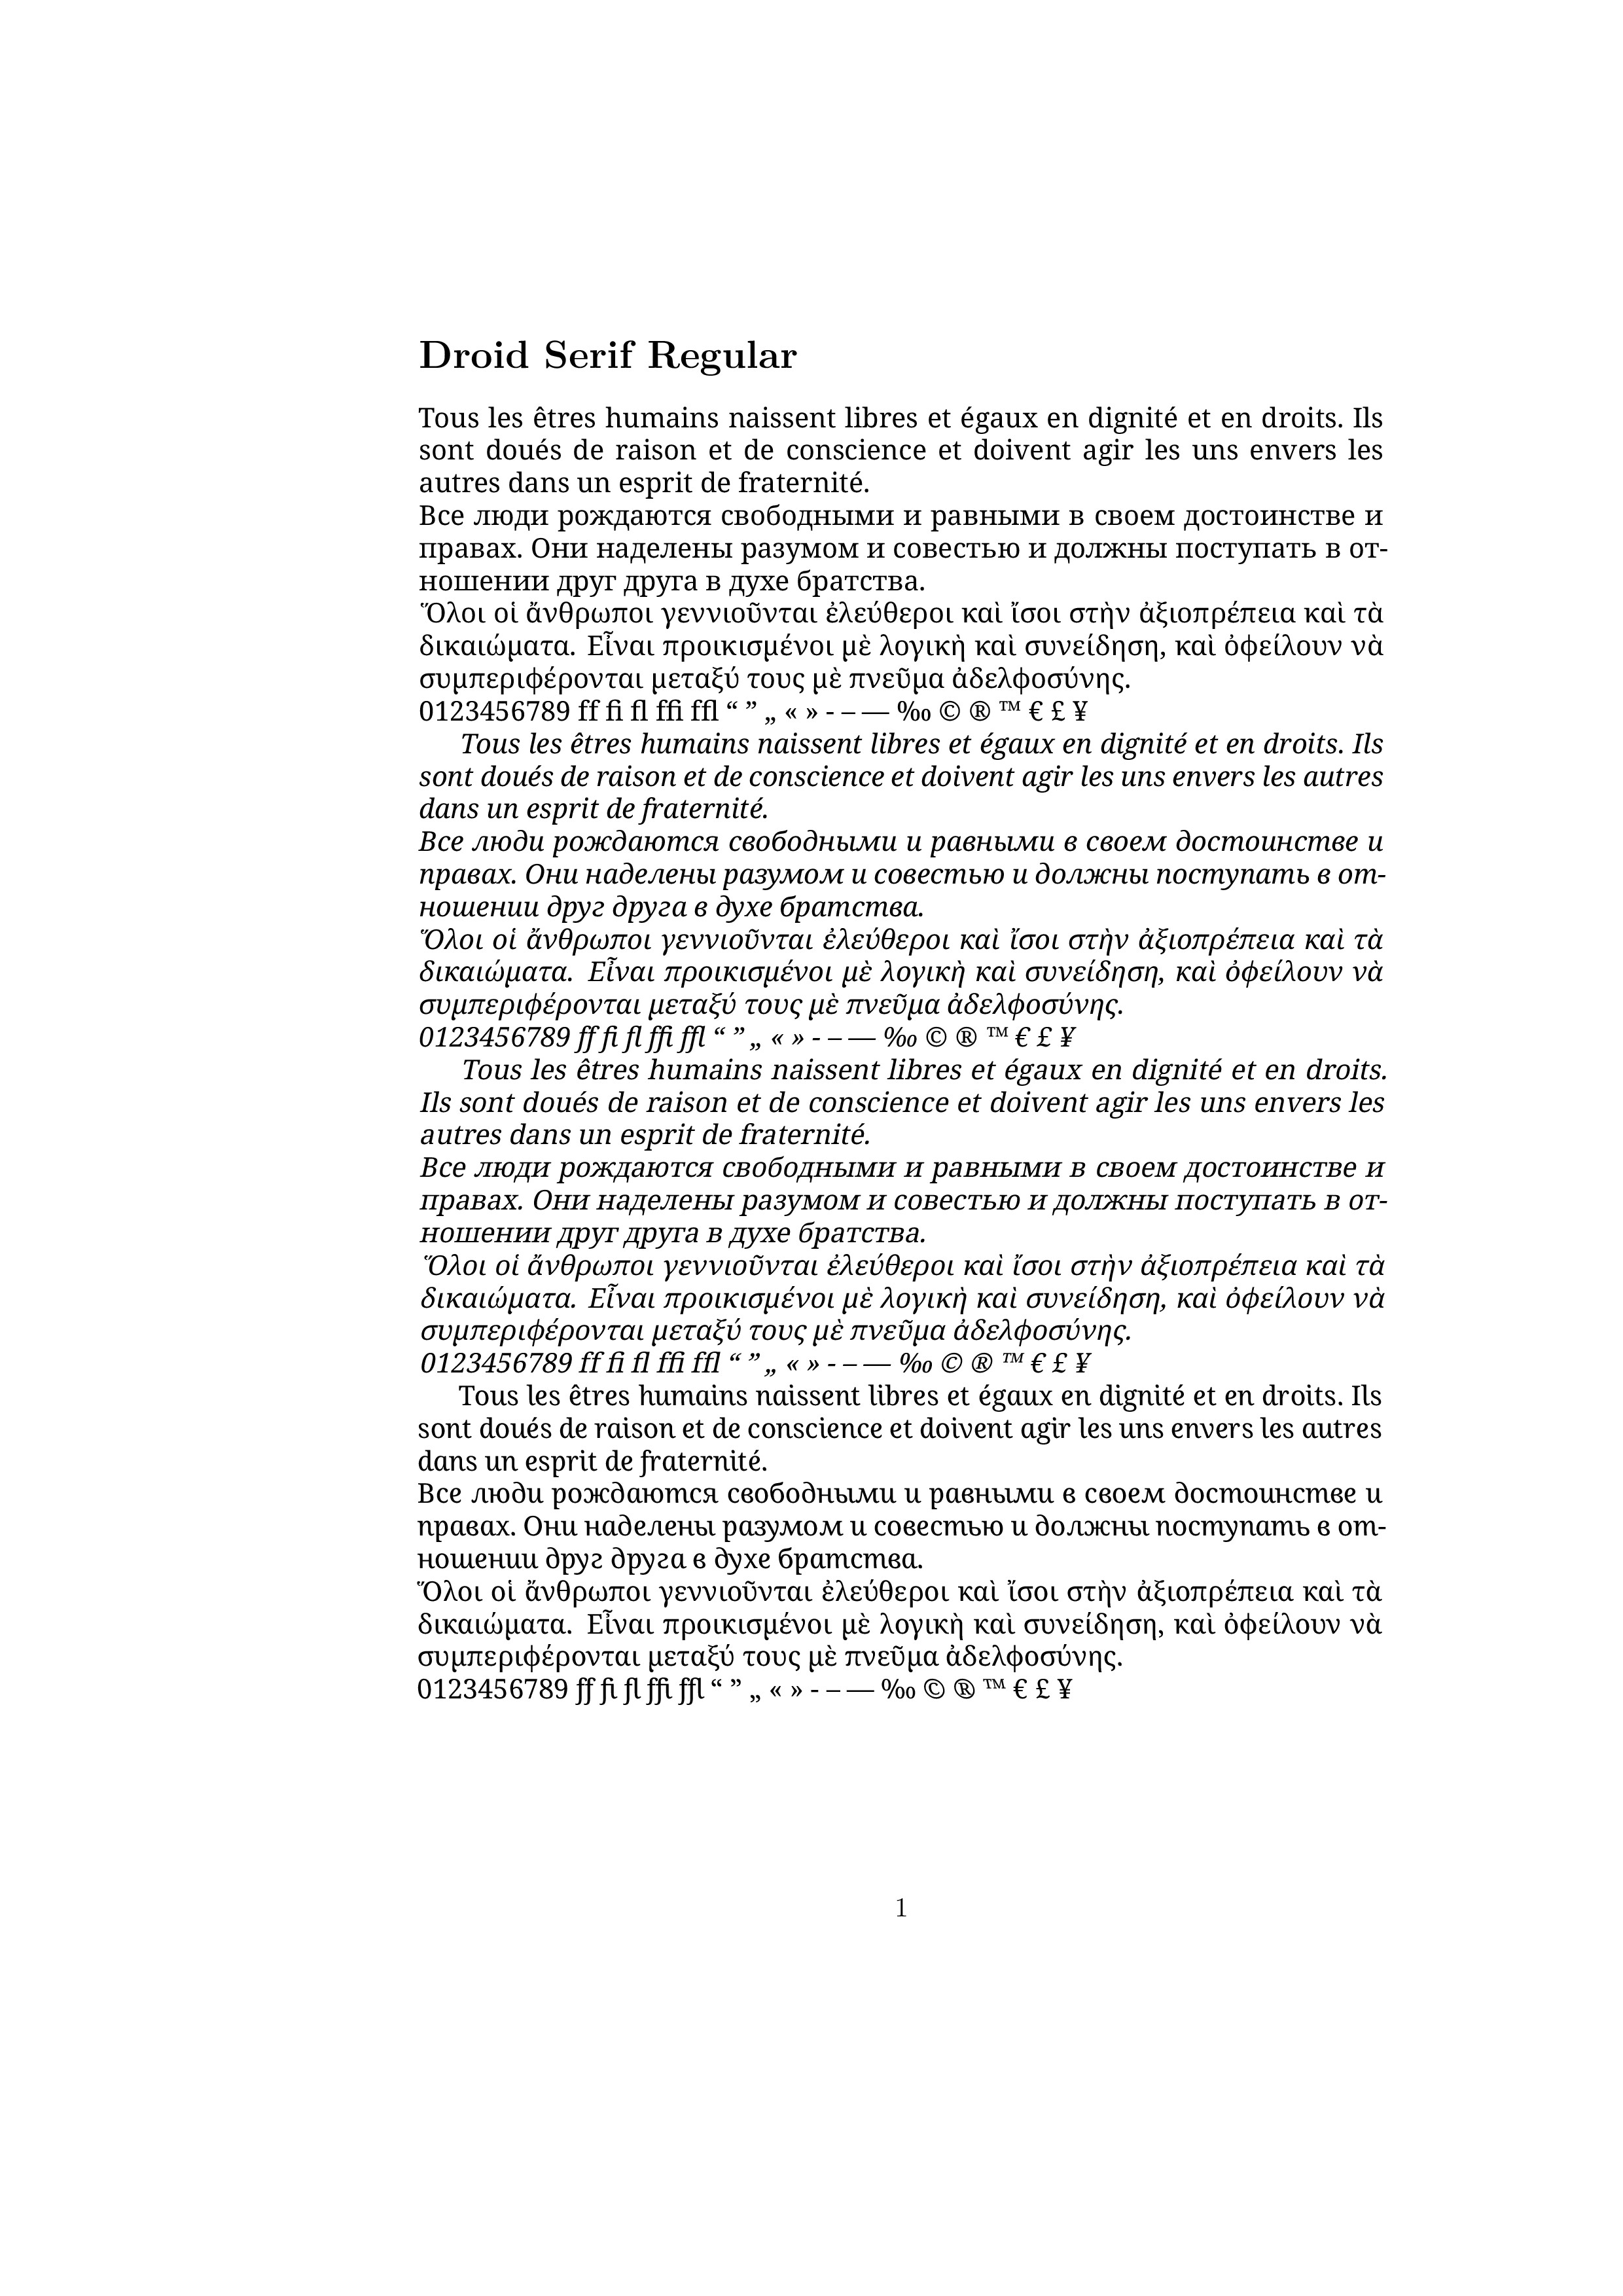 Droid Serif Regular
Tous les êtres humains naissent libres et égaux en dignité et en droits. Ils
sont doués de raison et de conscience et doivent agir les uns envers les
autres dans un esprit de fraternité.
Все люди рождаются свободными и равными в своем достоинстве и
правах. Они наделены разумом и совестью и должны поступать в от-
ношении друг друга в духе братства.
Ὅλοι οἱ ἄνθρωποι γεννιοῦνται ἐλεύθεροι καὶ ἴσοι στὴν ἀξιοπρέπεια καὶ τὰ
δικαιώματα. Εἶναι προικισμένοι μὲ λογικὴ καὶ συνείδηση, καὶ ὀφείλουν νὰ
συμπεριφέρονται μεταξύ τους μὲ πνεῦμα ἀδελφοσύνης.
0123456789 ff fi fl ffi ffl “ ” „ « » - – — ‰ © ® ™ € £ ¥
Tous les êtres humains naissent libres et égaux en dignité et en droits. Ils
sont doués de raison et de conscience et doivent agir les uns envers les autres
dans un esprit de fraternité.
Все люди рождаются свободными и равными в своем достоинстве и
правах. Они наделены разумом и совестью и должны поступать в от-
ношении друг друга в духе братства.
Ὅλοι οἱ ἄνθρωποι γεννιοῦνται ἐλεύθεροι καὶ ἴσοι στὴν ἀξιοπρέπεια καὶ τὰ
δικαιώματα. Εἶναι προικισμένοι μὲ λογικὴ καὶ συνείδηση, καὶ ὀφείλουν νὰ
συμπεριφέρονται μεταξύ τους μὲ πνεῦμα ἀδελφοσύνης.
0123456789 ff fi fl ffi ffl “ ” „ « » - – — ‰ © ® ™ € £ ¥
Tous les êtres humains naissent libres et égaux en dignité et en droits.
Ils sont doués de raison et de conscience et doivent agir les uns envers les
autres dans un esprit de fraternité.
Все люди рождаются свободными и равными в своем достоинстве и
правах. Они наделены разумом и совестью и должны поступать в от-
ношении друг друга в духе братства.
Ὅλοι οἱ ἄνθρωποι γεννιοῦνται ἐλεύθεροι καὶ ἴσοι στὴν ἀξιοπρέπεια καὶ τὰ
δικαιώματα. Εἶναι προικισμένοι μὲ λογικὴ καὶ συνείδηση, καὶ ὀφείλουν νὰ
συμπεριφέρονται μεταξύ τους μὲ πνεῦμα ἀδελφοσύνης.
0123456789 ff fi fl ffi ffl “ ” „ « » - – — ‰ © ® ™ € £ ¥
Tous les êtres humains naissent libres et égaux en dignité et en droits. Ils
sont doués de raison et de conscience et doivent agir les uns envers les autres
dans un esprit de fraternité.
Все люди рождаются свободными и равными в своем достоинстве и
правах. Они наделены разумом и совестью и должны поступать в от-
ношении друг друга в духе братства.
Ὅλοι οἱ ἄνθρωποι γεννιοῦνται ἐλεύθεροι καὶ ἴσοι στὴν ἀξιοπρέπεια καὶ τὰ
δικαιώματα. Εἶναι προικισμένοι μὲ λογικὴ καὶ συνείδηση, καὶ ὀφείλουν νὰ
συμπεριφέρονται μεταξύ τους μὲ πνεῦμα ἀδελφοσύνης.
0123456789 ff fi fl ffi ffl “ ” „ « » - – — ‰ © ® ™ € £ ¥
1